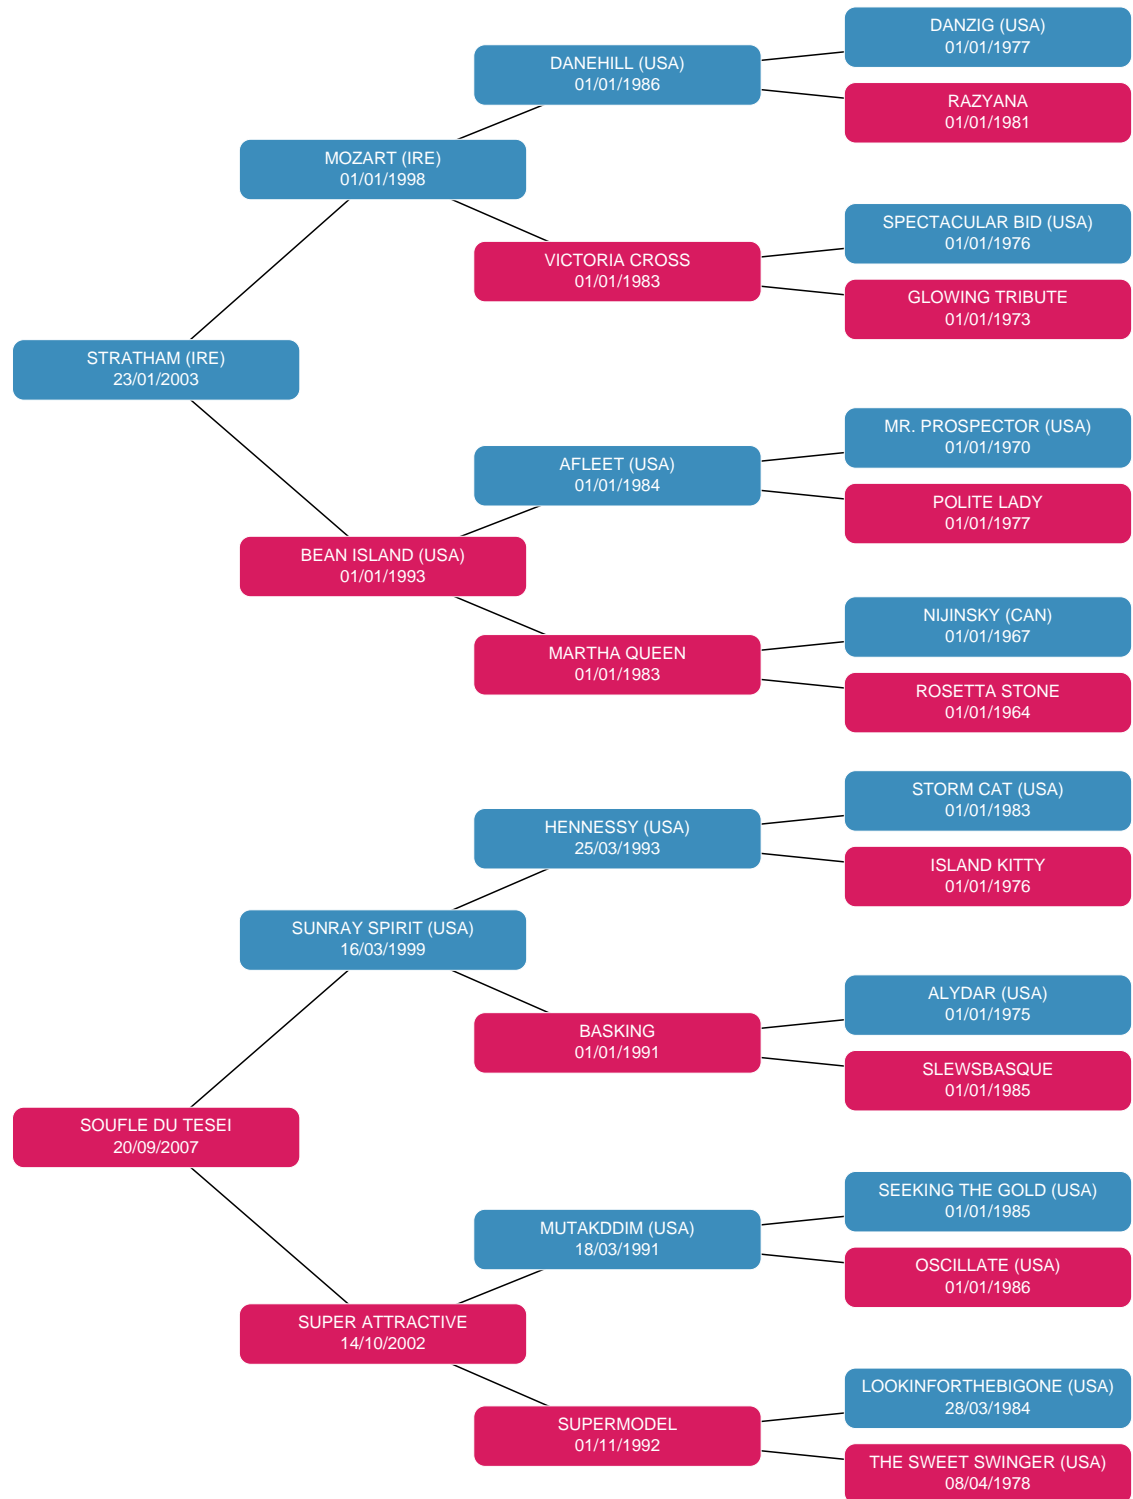 DANZIG (USA)
01/01/1977
DANEHILL (USA)
01/01/1986
RAZYANA
01/01/1981
MOZART (IRE)
01/01/1998
SPECTACULAR BID (USA)
01/01/1976
VICTORIA CROSS
01/01/1983
GLOWING TRIBUTE
01/01/1973
STRATHAM (IRE)
23/01/2003
MR. PROSPECTOR (USA)
01/01/1970
AFLEET (USA)
01/01/1984
POLITE LADY
01/01/1977
BEAN ISLAND (USA)
01/01/1993
NIJINSKY (CAN)
01/01/1967
MARTHA QUEEN
01/01/1983
ROSETTA STONE
01/01/1964
STORM CAT (USA)
01/01/1983
HENNESSY (USA)
25/03/1993
ISLAND KITTY
01/01/1976
SUNRAY SPIRIT (USA)
16/03/1999
ALYDAR (USA)
01/01/1975
BASKING
01/01/1991
SLEWSBASQUE
01/01/1985
SOUFLE DU TESEI
20/09/2007
SEEKING THE GOLD (USA)
01/01/1985
MUTAKDDIM (USA)
18/03/1991
OSCILLATE (USA)
01/01/1986
SUPER ATTRACTIVE
14/10/2002
LOOKINFORTHEBIGONE (USA)
28/03/1984
SUPERMODEL
01/11/1992
THE SWEET SWINGER (USA)
08/04/1978